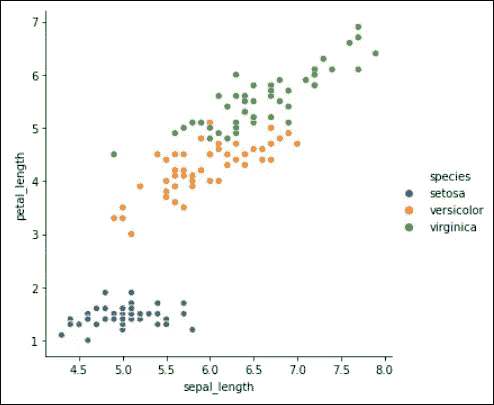 7
6
5
4
3
2
1
petal_length
4.5 5.0 5.5 6.0 6.5 7.0 7.5 8.0
sepal_length
species
setosa
versicolor
virginica